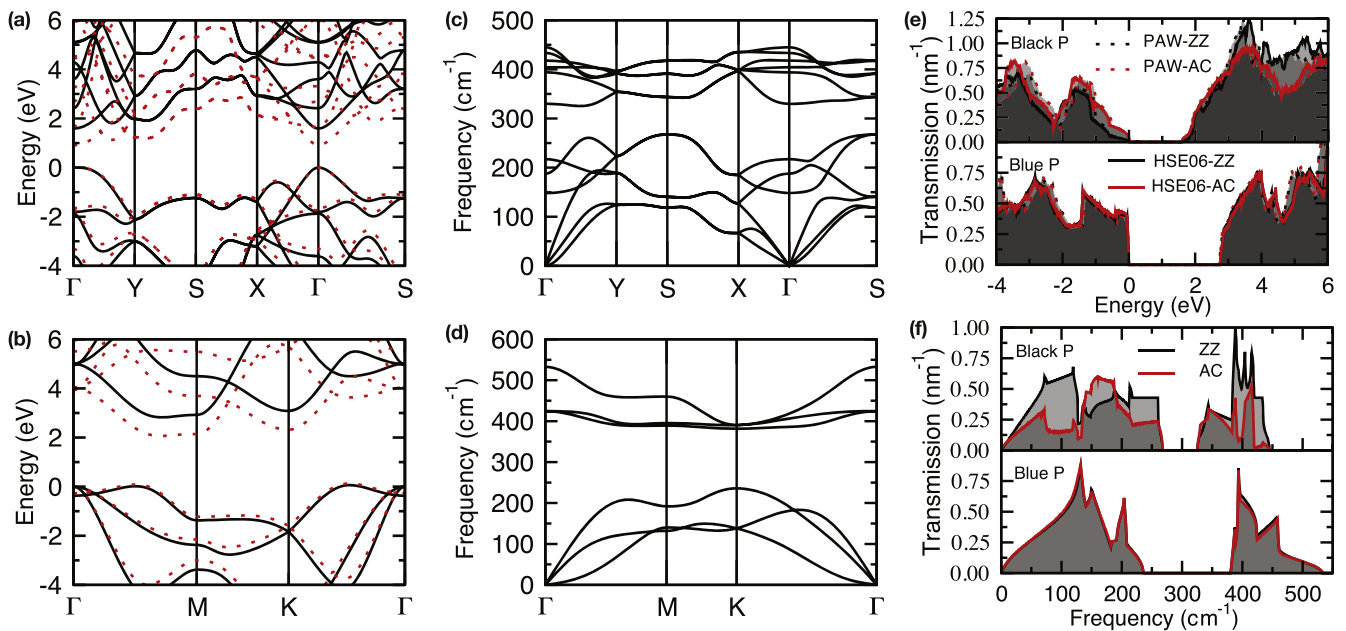 (a)
6
4
2
0
-2
-4
Energy (eV)
Γ Y S X Γ S
(b)
6
4
2
0
-2
-4
Energy (eV)
Γ M K Γ
(c)
500
400
300
200
100
0
Frequency (cm-1)
Γ Y S X Γ S
(d)
600
500
400
300
200
100
0
Frequency (cm-1)
Γ M K Γ
(e)
1.25
1.00
0.75
0.50
0.25
0.00
Transmission (nm-1)
Black P
PAW-ZZ
PAW-AC
0.75
0.50
0.25
0.00
Blue P
HSE06-ZZ
HSE06-AC
-4 -2 0 2 4 6
Energy (eV)
(f)
1.00
0.75
0.50
0.25
0.00
Transmission (nm-1)
Black P
ZZ
AC
0.75
0.50
0.25
0.00
Blue P
0 100 200 300 400 500
Frequency (cm-1)